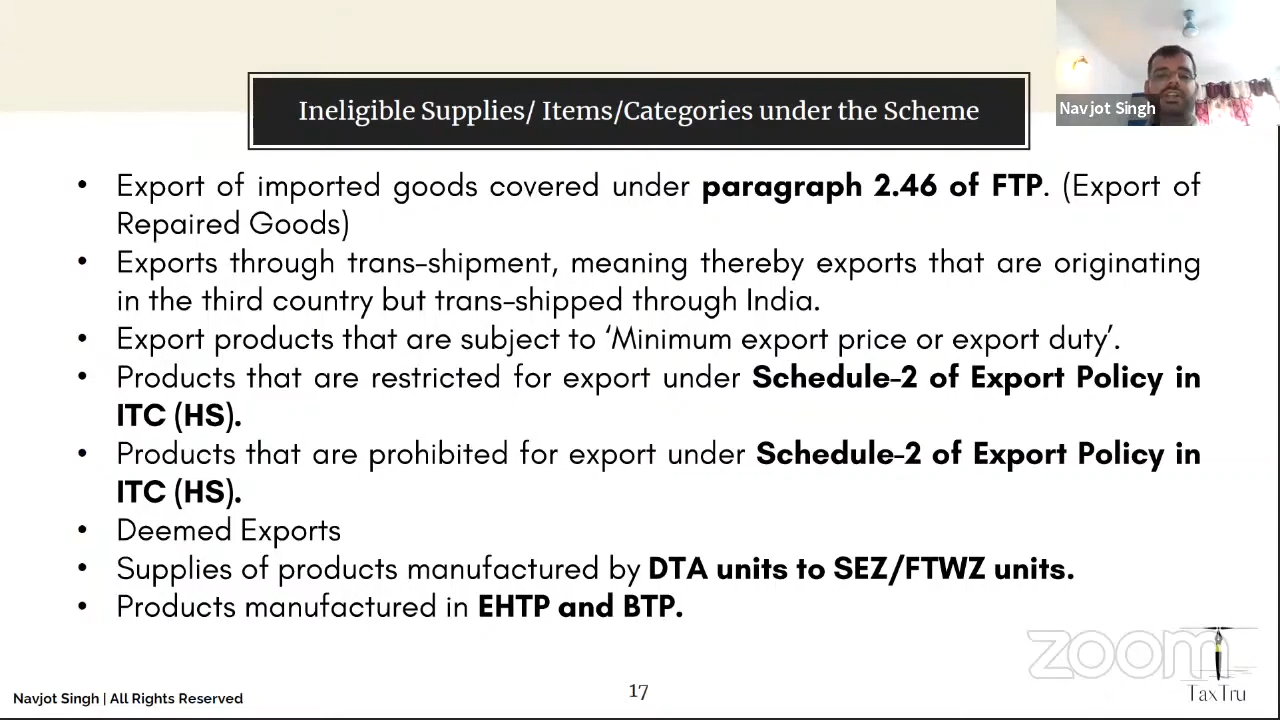 Navjot Singh
Ineligible Supplies/ Items/Categories under the Scheme
• Export of imported goods covered under paragraph 2.46 of FTP. (Export of
Repaired Goods)
• Exports through trans-shipment, meaning thereby exports that are originating
in the third country but trans-shipped through India.
• Export products that are subject to ‘Minimum export price or export duty’.
• Products that are restricted for export under Schedule-2 of Export Policy in
ITC (HS).
• Products that are prohibited for export under Schedule-2 of Export Policy in
ITC (HS).
• Deemed Exports
• Supplies of products manufactured by DTA units to SEZ/FTWZ units.
• Products manufactured in EHTP and BTP.
zoom
TaxTru
Navjot Singh | All Rights Reserved
17